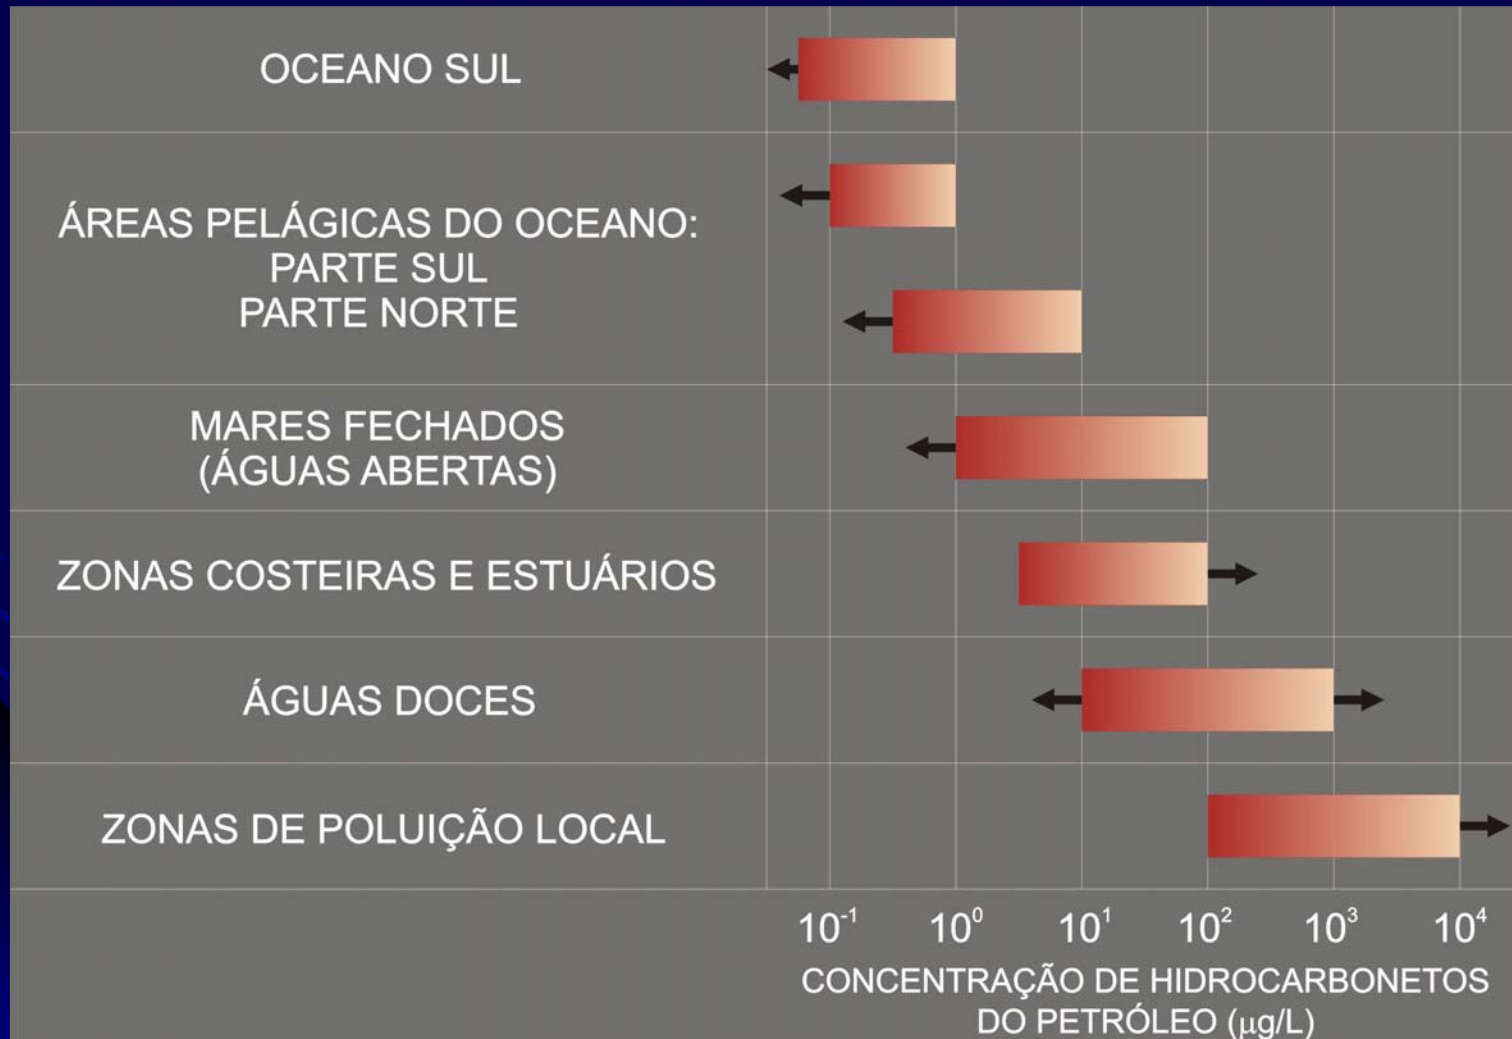 OCEANO SUL
ÁREAS PELÁGICAS DO OCEANO:
PARTE SUL
PARTE NORTE
MARES FECHADOS
(ÁGUAS ABERTAS)
ZONAS COSTEIRAS E ESTUÁRIOS
ÁGUAS DOCES
ZONAS DE POLUIÇÃO LOCAL
10⁻¹ 10⁰ 10¹ 10² 10³ 10⁴
CONCENTRAÇÃO DE HIDROCARBONETOS
DO PETRÓLEO (μg/L)